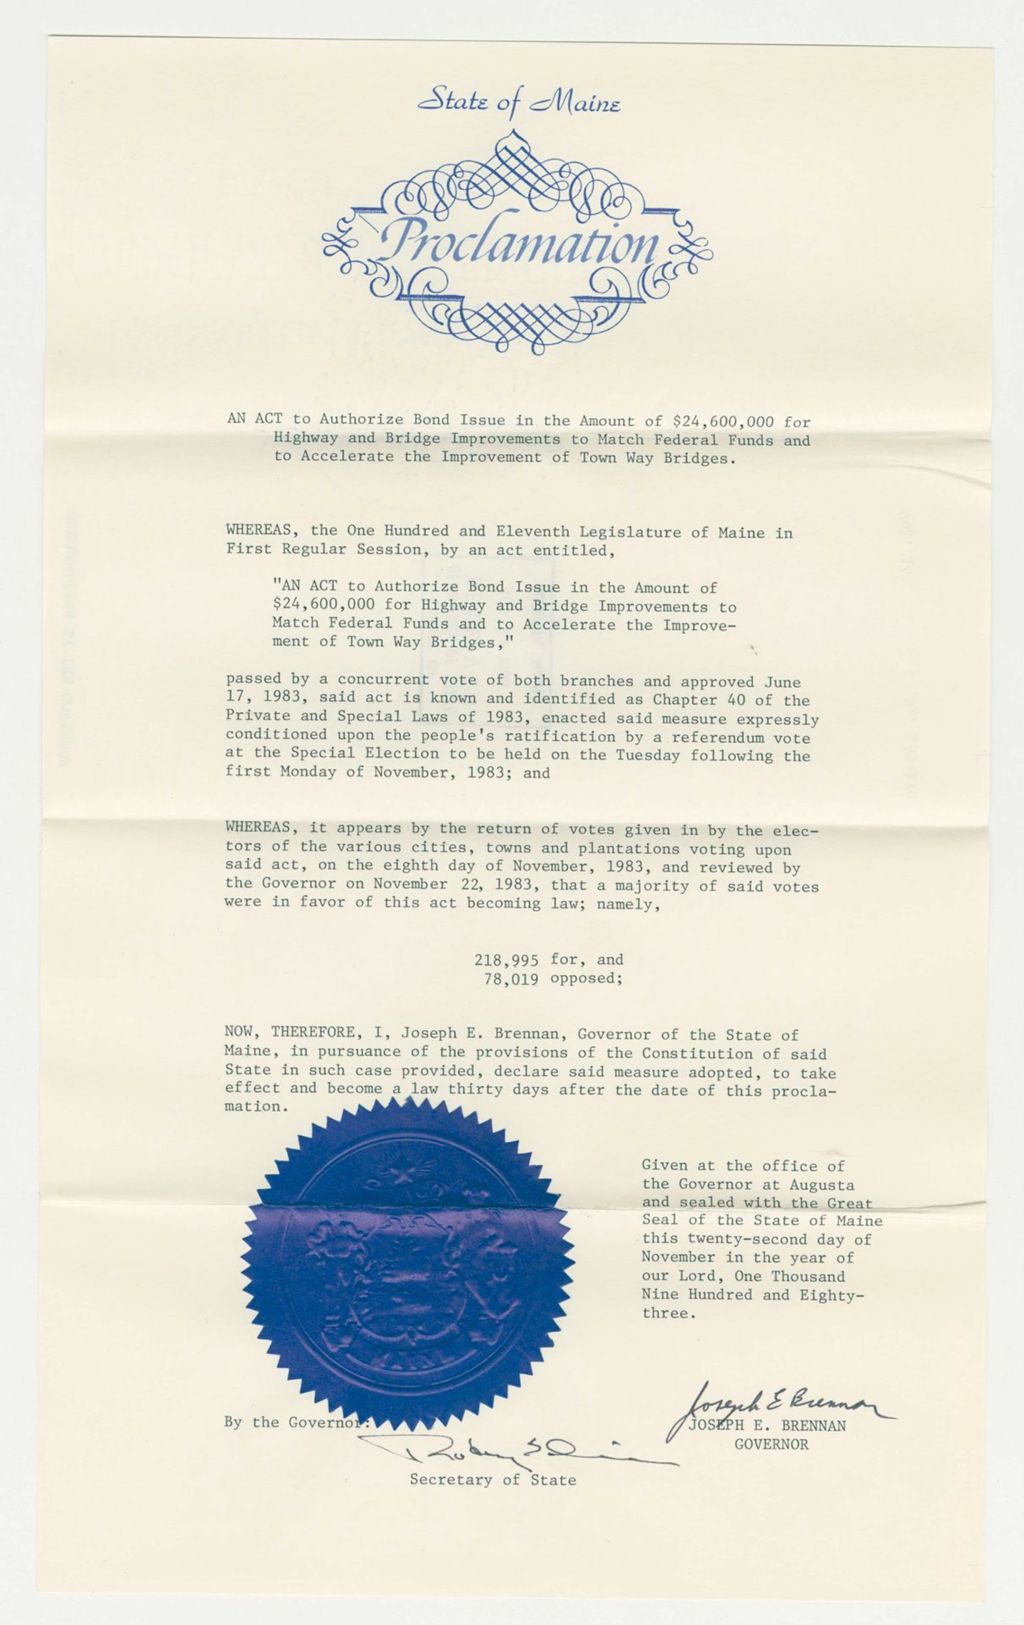 State of Maine
Proclamation
AN ACT to Authorize Bond Issue in the Amount of $24,600,000 for
Highway and Bridge Improvements to Match Federal Funds and
to Accelerate the Improvement of Town Way Bridges.
WHEREAS, the One Hundred and Eleventh Legislature of Maine in
First Regular Session, by an act entitled,
"AN ACT to Authorize Bond Issue in the Amount of
$24,600,000 for Highway and Bridge Improvements to
Match Federal Funds and to Accelerate the Improve-
ment of Town Way Bridges,"
passed by a concurrent vote of both branches and approved June
17, 1983, said act is known and identified as Chapter 40 of the
Private and Special Laws of 1983, enacted said measure expressly
conditioned upon the people's ratification by a referendum vote
at the Special Election to be held on the Tuesday following the
first Monday of November, 1983; and
WHEREAS, it appears by the return of votes given in by the elec-
tors of the various cities, towns and plantations voting upon
said act, on the eighth day of November, 1983, and reviewed by
the Governor on November 22, 1983, that a majority of said votes
were in favor of this act becoming law; namely,
218,995 for, and
78,019 opposed;
NOW, THEREFORE, I, Joseph E. Brennan, Governor of the State of
Maine, in pursuance of the provisions of the Constitution of said
State in such case provided, declare said measure adopted, to take
effect and become a law thirty days after the date of this procla-
mation.
Given at the office of
the Governor at Augusta
and sealed with the Great
Seal of the State of Maine
this twenty-second day of
November in the year of
our Lord, One Thousand
Nine Hundred and Eighty-
three.
Joseph E Brennan
JOSEPH E. BRENNAN
GOVERNOR
By the Governor:
Secretary of State